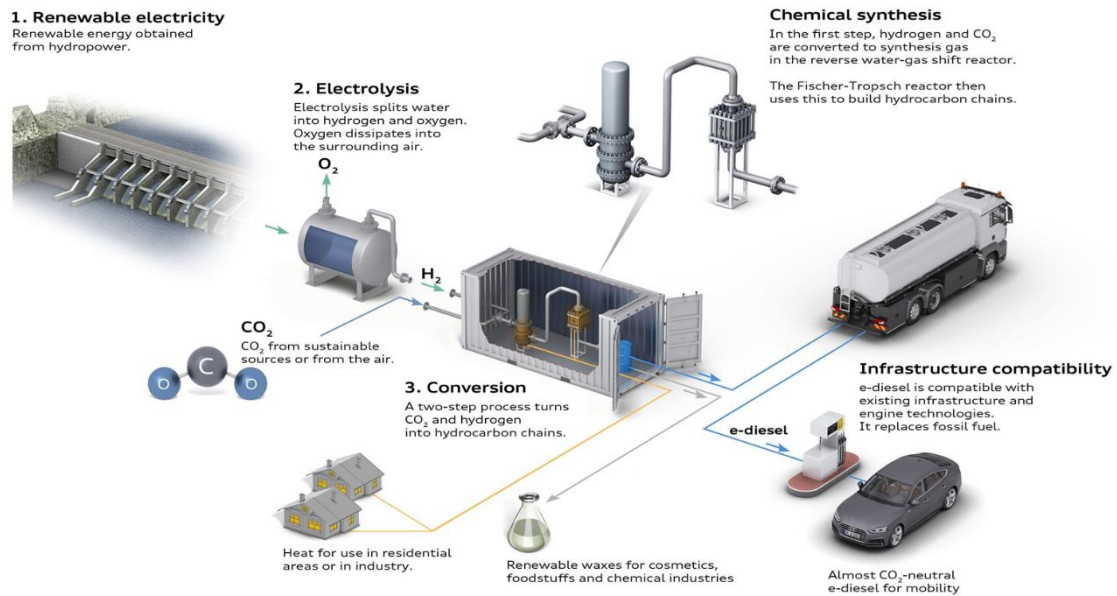 1. Renewable electricity
Renewable energy obtained
from hydropower.
2. Electrolysis
Electrolysis splits water
into hydrogen and oxygen.
Oxygen dissipates into
the surrounding air.
O₂
H₂
CO₂
CO₂ from sustainable
sources or from the air.
O
C
O
3. Conversion
A two-step process turns
CO₂ and hydrogen
into hydrocarbon chains.
Chemical synthesis
In the first step, hydrogen and CO₂
are converted to synthesis gas
in the reverse water-gas shift reactor.
The Fischer-Tropsch reactor then
uses this to build hydrocarbon chains.
Infrastructure compatibility
e-diesel is compatible with
existing infrastructure and
engine technologies.
It replaces fossil fuel.
e-diesel
Heat for use in residential
areas or in industry.
Renewable waxes for cosmetics,
foodstuffs and chemical industries
Almost CO₂-neutral
e-diesel for mobility